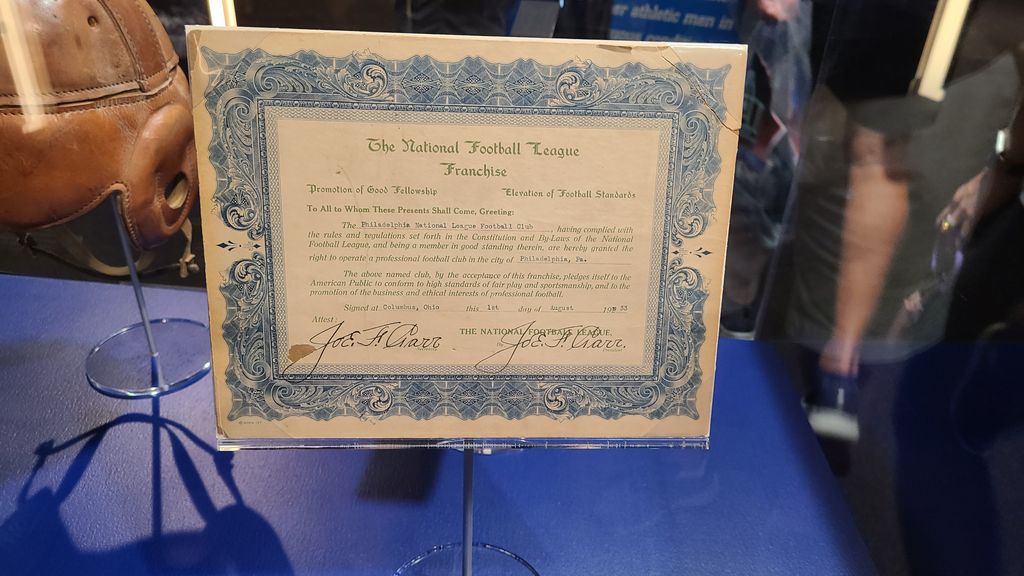 er athletic men in
The National Football League
Franchise
Promotion of Good Fellowship Elevation of Football Standards
To All to Whom These Presents Shall Come, Greeting:
The Philadelphia National League Football Club, having complied with
the rules and regulations set forth in the Constitution and By-Laws of the National
Football League, and being a member in good standing therein, are hereby granted the
right to operate a professional football club in the city of Philadelphia, Pa.
The above named club, by the acceptance of this franchise, pledges itself to the
American Public to conform to high standards of fair play and sportsmanship, and to the
promotion of the business and ethical interests of professional football.
Signed at Columbus, Ohio this 1st day of August 1933
Attest: THE NATIONAL FOOTBALL LEAGUE,
Joe. F. Carr By Joe. F. Carr.
Secretary President